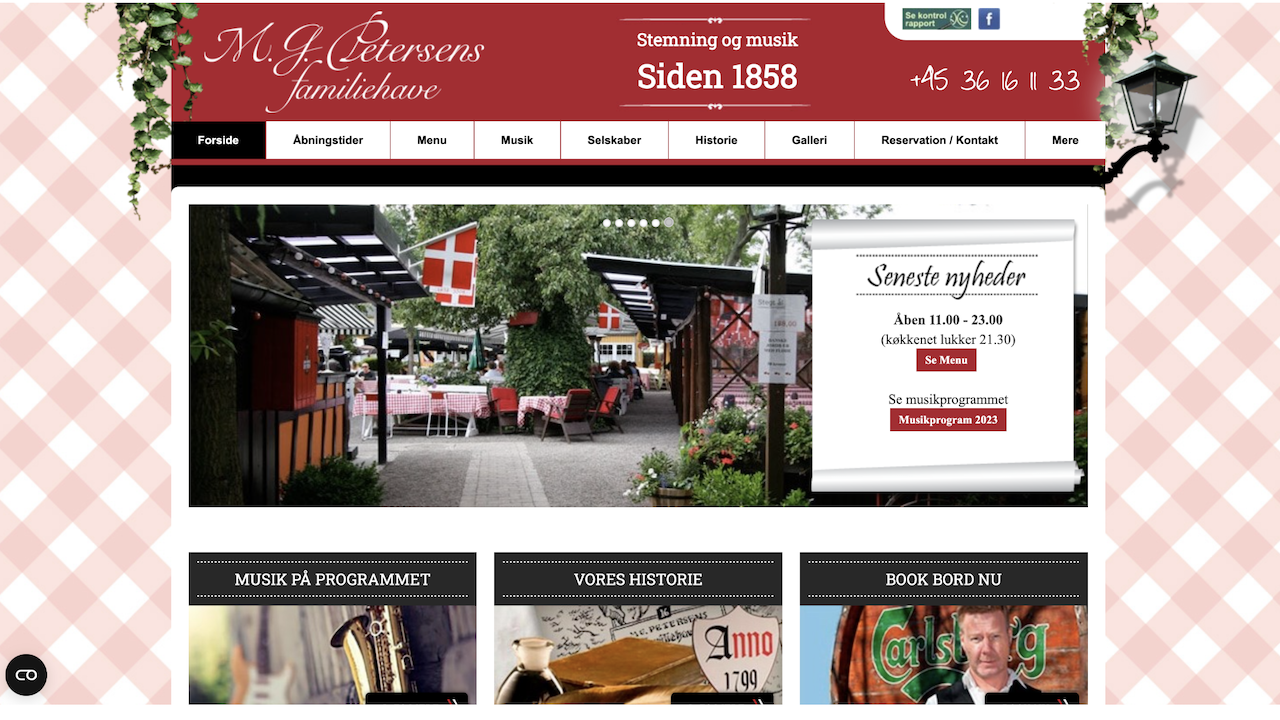 M. G. Petersens
familiehave
Stemning og musik
Siden 1858
Se kontrol
rapport
+45 36 16 11 33
Forside
Åbningstider
Menu
Musik
Selskaber
Historie
Galleri
Reservation / Kontakt
Mere
Seneste nyheder
Åben 11.00 - 23.00
(køkkenet lukker 21.30)
Se Menu
Se musikprogrammet
Musikprogram 2023
MUSIK PÅ PROGRAMMET
VORES HISTORIE
M. G. PETERSENS
familiehave
Anno
1799
BOOK BORD NU
Carlsberg